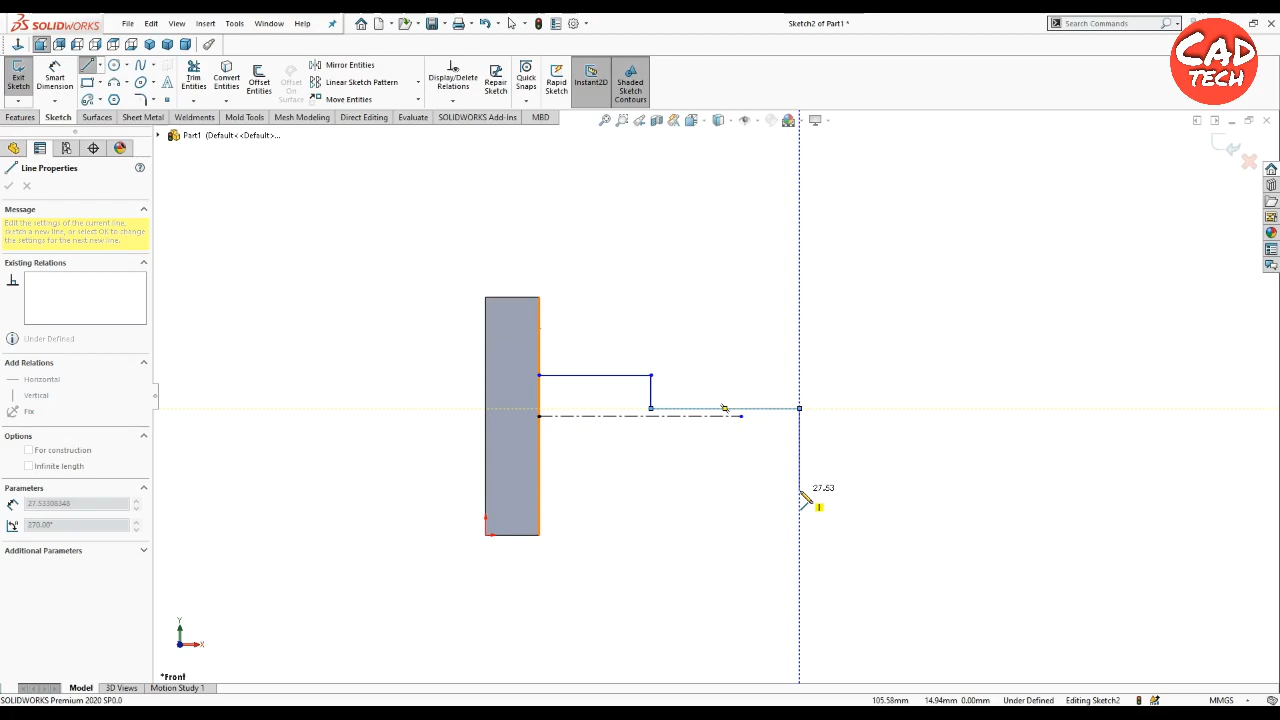 SOLIDWORKS
File Edit View Insert Tools Window Help
Sketch2 of Part1 *
Search Commands
CAD
TECH
Exit Sketch
Smart Dimension
Trim Entities
Convert Entities
Offset Entities
Offset On Surface
Mirror Entities
Linear Sketch Pattern
Move Entities
Display/Delete Relations
Repair Sketch
Quick Snaps
Rapid Sketch
Instant2D
Shaded Sketch Contours
Features Sketch Surfaces Sheet Metal Weldments Mold Tools Mesh Modeling Direct Editing Evaluate SOLIDWORKS Add-Ins MBD
Part1 (Default<<Default>...
Line Properties
Message
Edit the settings of the current line,
sketch a new line, or select OK to change
the settings for the next new line.
Existing Relations
Under Defined
Add Relations
Horizontal
Vertical
Fix
Options
For construction
Infinite length
Parameters
27.53308348
270.00°
Additional Parameters
27.53
Y
X
*Front
Model 3D Views Motion Study 1
SOLIDWORKS Premium 2020 SP0.0
105.58mm 14.94mm 0.00mm Under Defined Editing Sketch2 MMGS